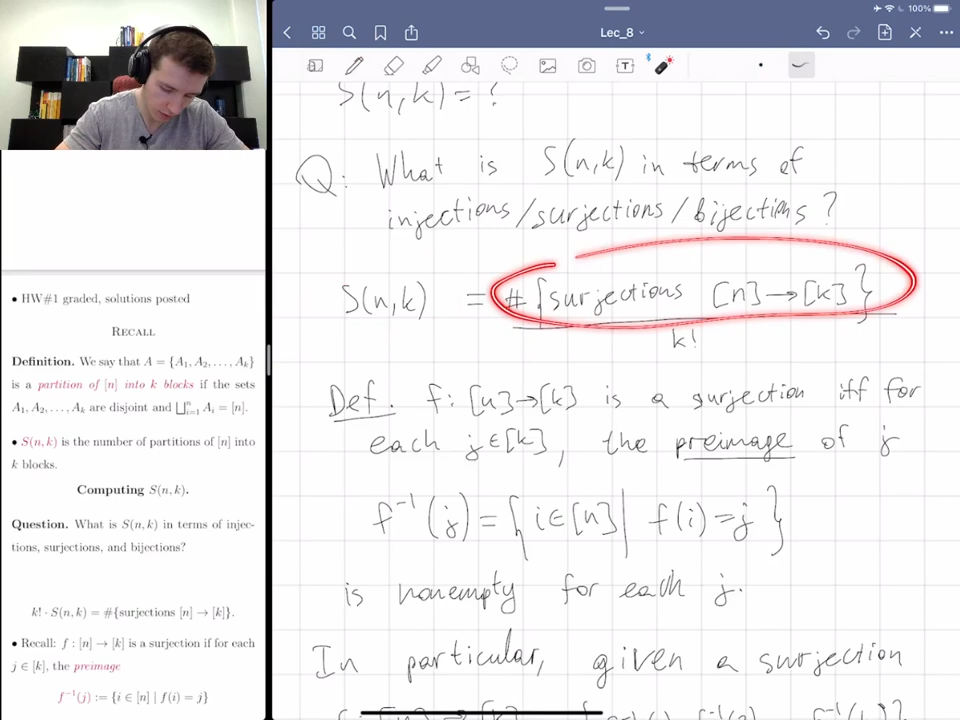 100%
Lec_8
• HW#1 graded, solutions posted
RECALL
Definition. We say that A = {A₁, A₂, . . . , Aₖ}
is a partition of [n] into k blocks if the sets
A₁, A₂, . . . , Aₖ are disjoint and ⨆ⁿᵢ₌₁ Aᵢ = [n].
• S(n, k) is the number of partitions of [n] into
k blocks.
Computing S(n, k).
Question. What is S(n, k) in terms of injec-
tions, surjections, and bijections?
k! · S(n, k) = #{surjections [n] → [k]}.
• Recall: f : [n] → [k] is a surjection if for each
j ∈ [k], the preimage
f⁻¹(j) := {i ∈ [n] | f(i) = j}
S(n,k) = ?
Q: What is S(n,k) in terms of
injections/surjections/bijections?
S(n,k) = #{surjections [n]→[k]}
k!
Def. f: [n]→[k] is a surjection iff for
each j∈[k], the preimage of j
f⁻¹(j) = {i∈[n] | f(i)=j}
is nonempty for each j.
In particular, given a surjection